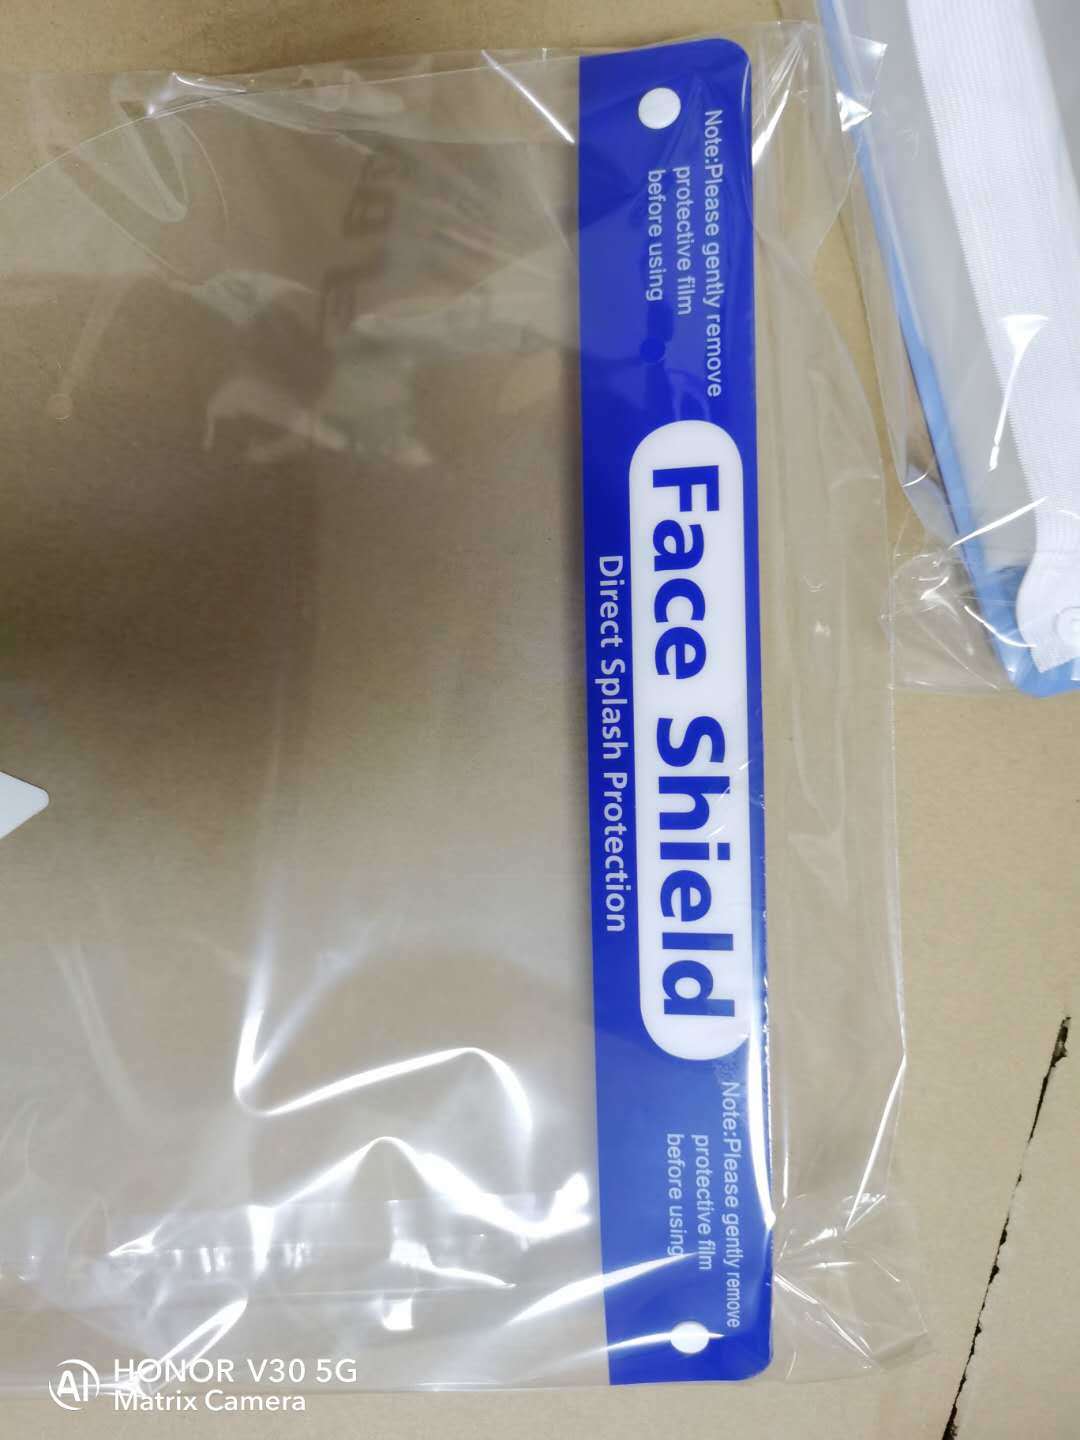 Note:Please gently remove
protective film
before using
Face Shield
Direct Splash Protection
Note:Please gently remove
protective film
before using
AI
HONOR V30 5G
Matrix Camera